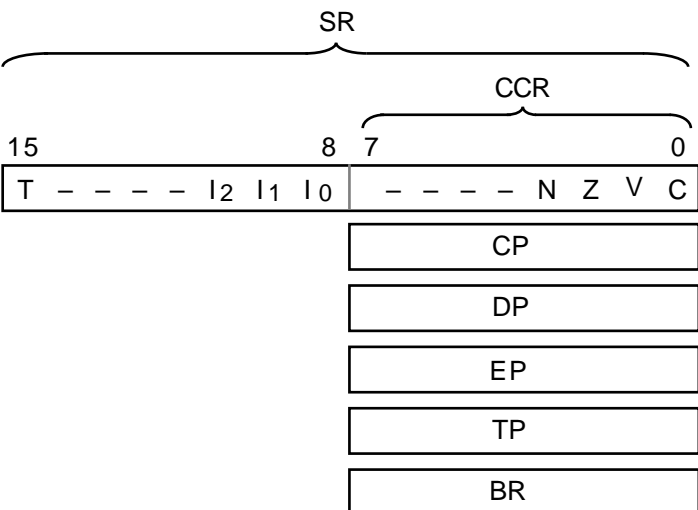 SR
CCR
15 8 7 0
T – – – – I2 I1 I0 – – – – N Z V C
CP
DP
EP
TP
BR